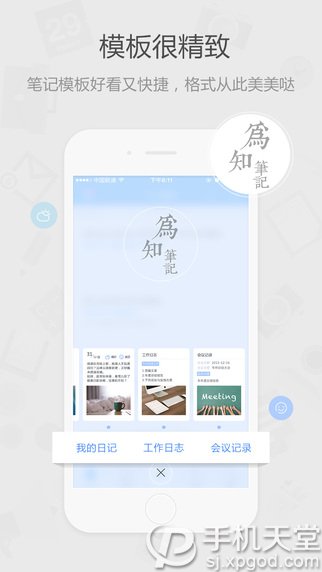 模板很精致
笔记模板好看又快捷，格式从此美美哒
為知
筆記
中国联通
下午8:11
為知
筆記
31
工作日志
会议记录
Meeting
我的日记
工作日志
会议记录
手机天堂
sj.xpgod.com